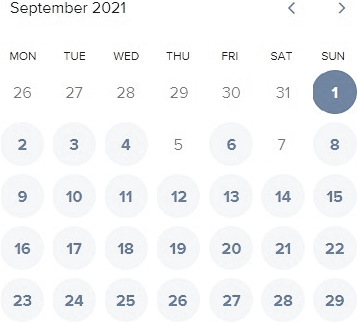 September 2021
MON TUE WED THU FRI SAT SUN
26 27 28 29 30 31 1
2 3 4 5 6 7 8
9 10 11 12 13 14 15
16 17 18 19 20 21 22
23 24 25 26 27 28 29